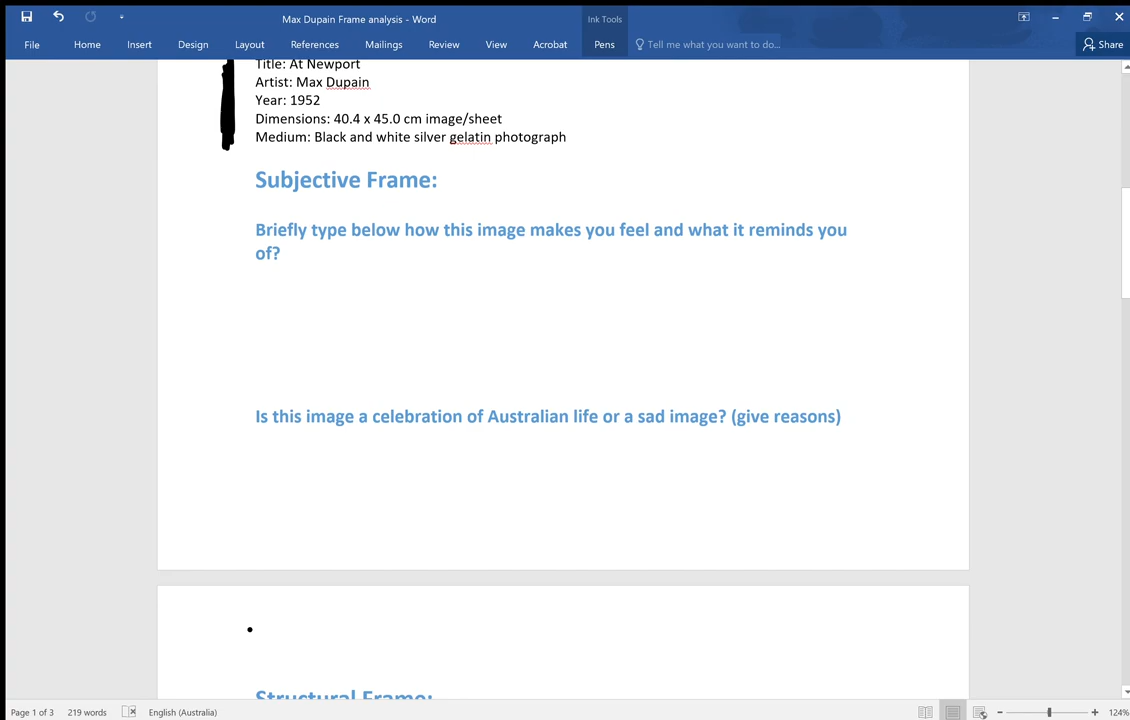 Max Dupain Frame analysis - Word
Ink Tools
File Home Insert Design Layout References Mailings Review View Acrobat Pens Tell me what you want to do... Share
Title: At Newport
Artist: Max Dupain
Year: 1952
Dimensions: 40.4 x 45.0 cm image/sheet
Medium: Black and white silver gelatin photograph
Subjective Frame:
Briefly type below how this image makes you feel and what it reminds you
of?
Is this image a celebration of Australian life or a sad image? (give reasons)
Structural Frame:
Page 1 of 3 219 words English (Australia) 124%